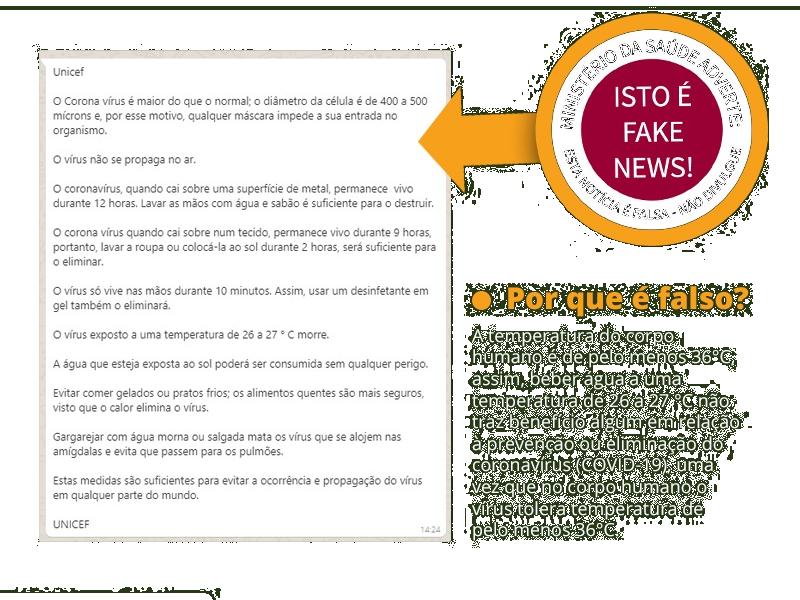 Unicef
O Corona vírus é maior do que o normal; o diâmetro da célula é de 400 a 500
mícrons e, por esse motivo, qualquer máscara impede a sua entrada no
organismo.
O vírus não se propaga no ar.
O coronavírus, quando cai sobre uma superfície de metal, permanece vivo
durante 12 horas. Lavar as mãos com água e sabão é suficiente para o destruir.
O corona vírus quando cai sobre num tecido, permanece vivo durante 9 horas,
portanto, lavar a roupa ou colocá-la ao sol durante 2 horas, será suficiente para
o eliminar.
O vírus só vive nas mãos durante 10 minutos. Assim, usar um desinfetante em
gel também o eliminará.
O vírus exposto a uma temperatura de 26 a 27 ° C morre.
A água que esteja exposta ao sol poderá ser consumida sem qualquer perigo.
Evitar comer gelados ou pratos frios; os alimentos quentes são mais seguros,
visto que o calor elimina o vírus.
Gargarejar com água morna ou salgada mata os vírus que se alojem nas
amígdalas e evita que passem para os pulmões.
Estas medidas são suficientes para evitar a ocorrência e propagação do vírus
em qualquer parte do mundo.
UNICEF
14:24
MINISTÉRIO DA SAÚDE ADVERTE:
ISTO É
FAKE
NEWS!
ESTA NOTÍCIA É FALSA - NÃO DIVULGUE
● Por que é falso?
A temperatura do corpo
humano é de pelo menos 36°C,
assim, beber água a uma
temperatura de 26 a 27 °C não
traz benefício algum em relação
a prevenção ou eliminação do
coronavírus (COVID-19), uma
vez que no corpo humano o
vírus tolera temperatura de
pelo menos 36°C.